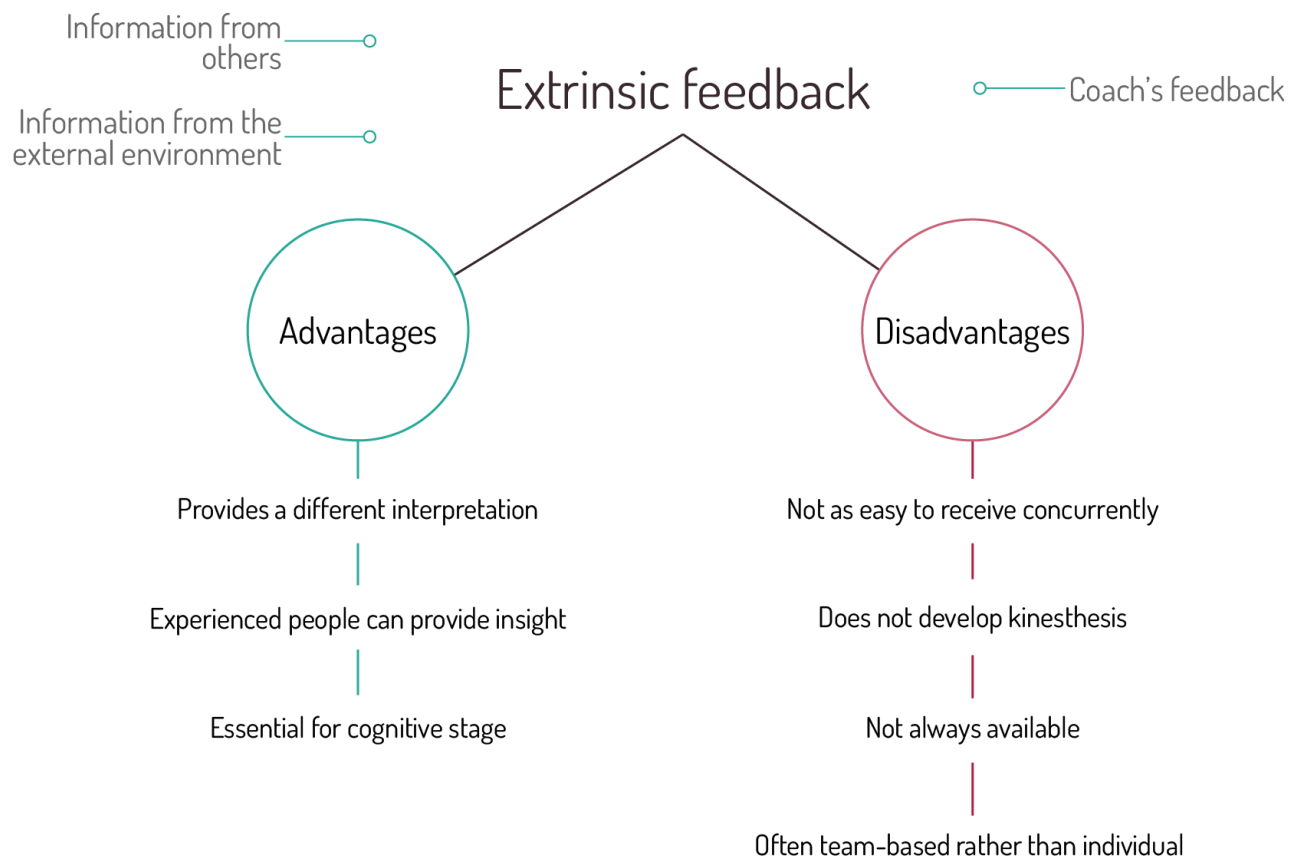 Information from
others
Information from the
external environment
Extrinsic feedback
Coach's feedback
Advantages
Provides a different interpretation
Experienced people can provide insight
Essential for cognitive stage
Disadvantages
Not as easy to receive concurrently
Does not develop kinesthesis
Not always available
Often team-based rather than individual